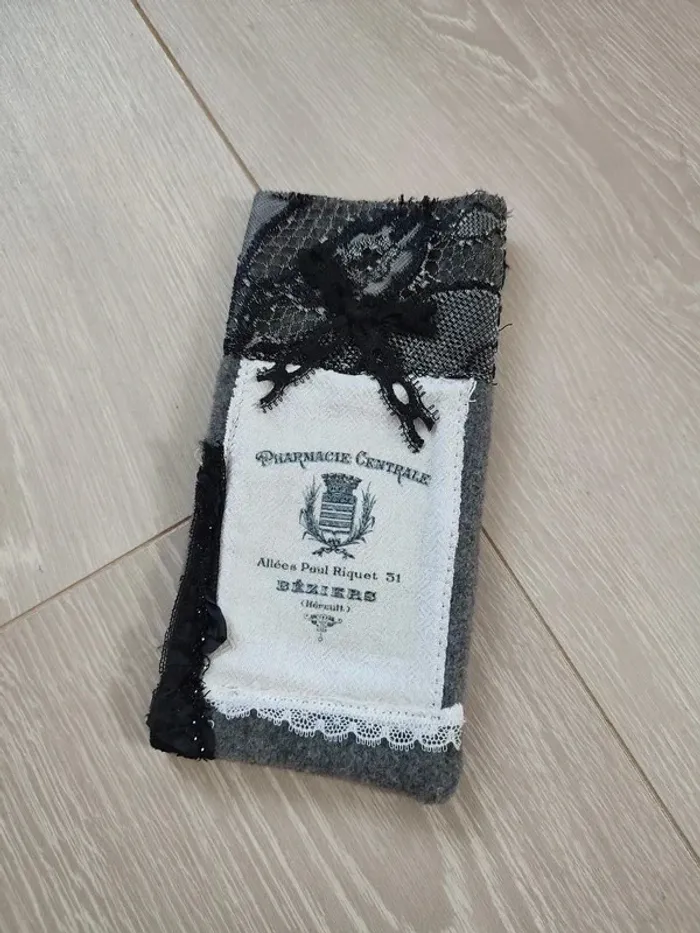 PHARMACIE CENTRALE
Allées Paul Riquet 31
BÉZIERS
(Hérault)